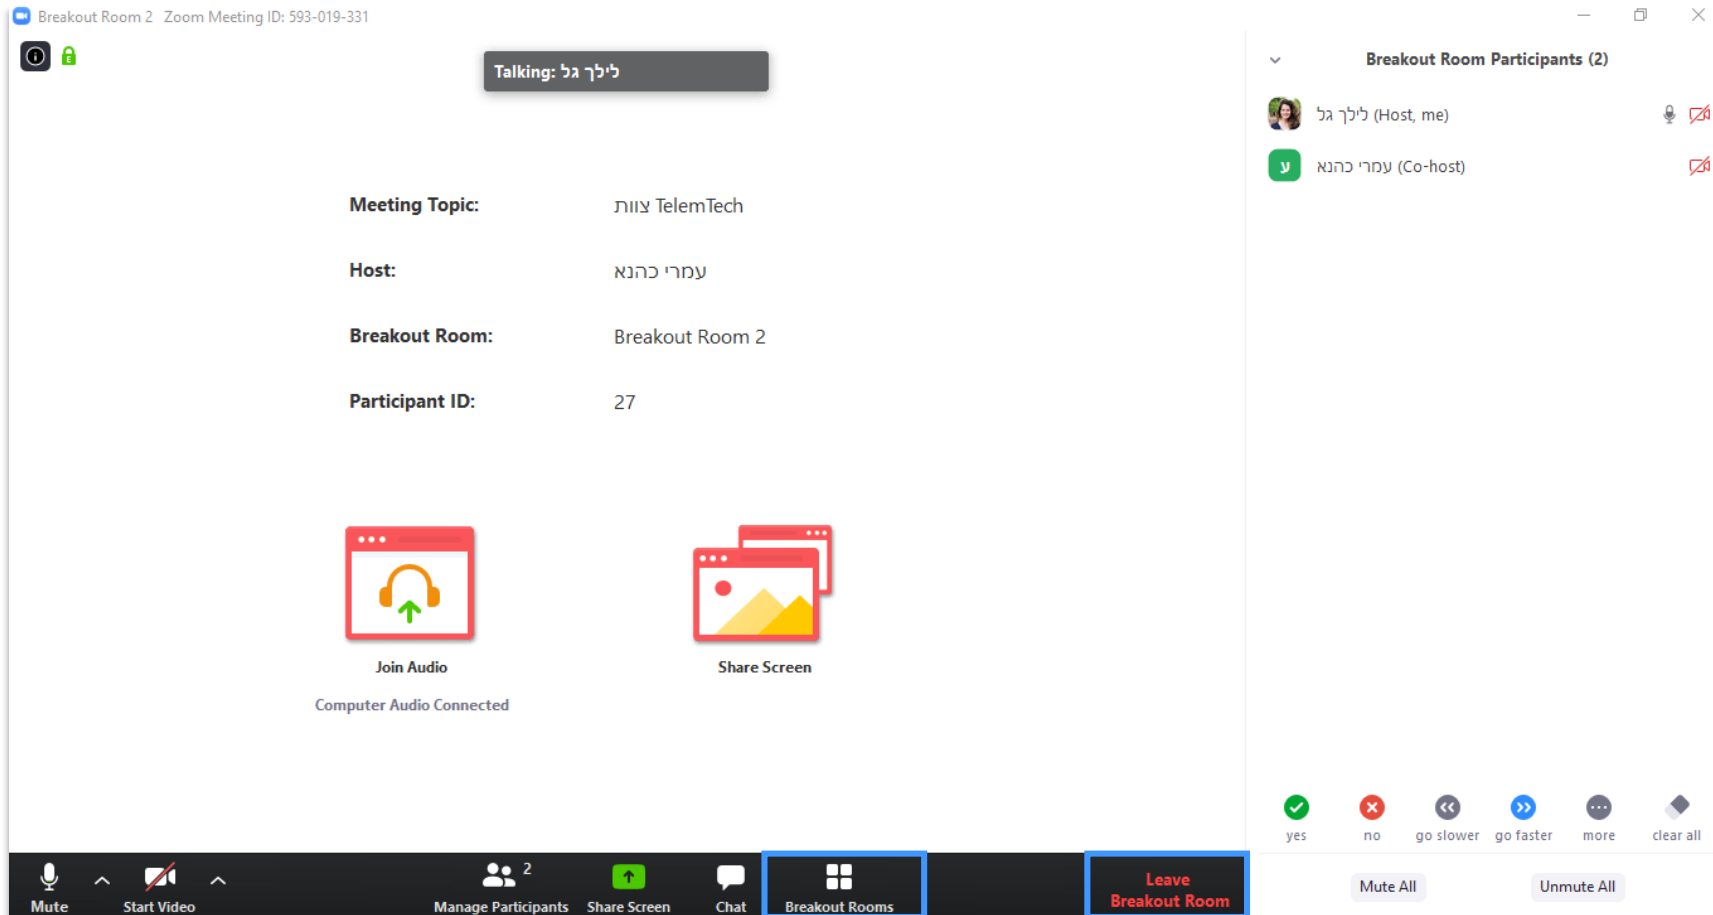 Breakout Room 2 Zoom Meeting ID: 593-019-331
Talking: לילך גל
Meeting Topic: צוות TelemTech
Host: עמרי כהנא
Breakout Room: Breakout Room 2
Participant ID: 27
Join Audio
Share Screen
Computer Audio Connected
Breakout Room Participants (2)
לילך גל (Host, me)
ע עמרי כהנא (Co-host)
yes no go slower go faster more clear all
Mute All Unmute All
Mute
Start Video
2
Manage Participants
Share Screen
Chat
Breakout Rooms
Leave
Breakout Room